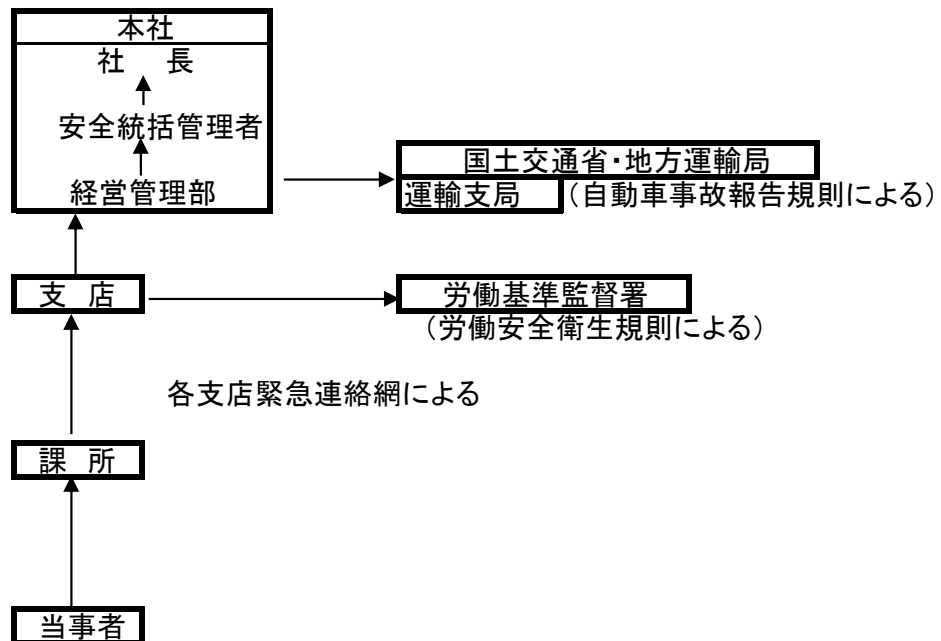 本社
社　長
安全統括管理者
経営管理部
国土交通省・地方運輸局
運輸支局 （自動車事故報告規則による）
支　店
労働基準監督署
（労働安全衛生規則による）
各支店緊急連絡網による
課　所
当事者